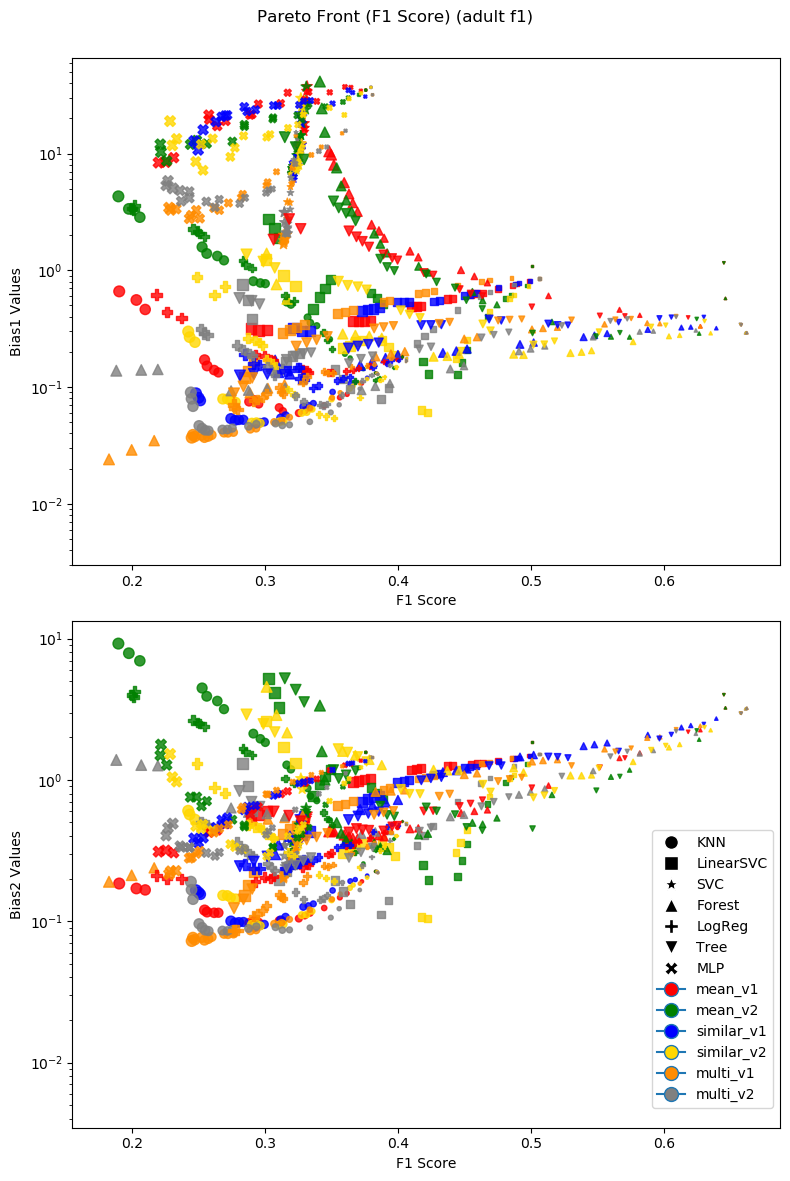 Pareto Front (F1 Score) (adult f1)
Bias1 Values
10^1
10^0
10^-1
10^-2
0.2 0.3 0.4 0.5 0.6
F1 Score
Bias2 Values
10^1
10^0
10^-1
10^-2
KNN
LinearSVC
SVC
Forest
LogReg
Tree
MLP
mean_v1
mean_v2
similar_v1
similar_v2
multi_v1
multi_v2
0.2 0.3 0.4 0.5 0.6
F1 Score